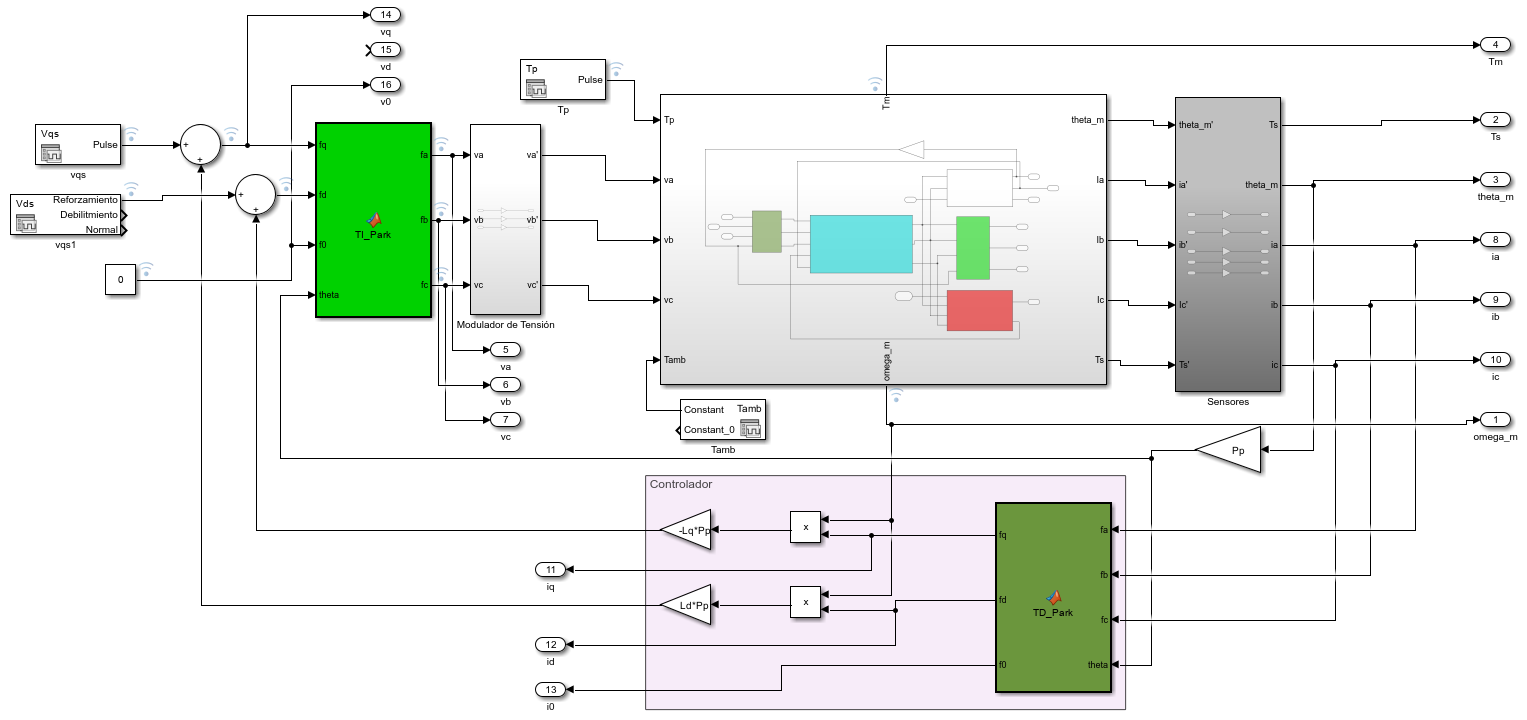 14
vq
15
vd
16
v0
Vqs
Pulse
vqs
+
+
Vds
Reforzamiento
Debilitmiento
Normal
vqs1
+
+
0
fq
fd
f0
theta
fa
fb
fc
TI_Park
va
vb
vc
va'
vb'
vc'
Modulador de Tensión
5
va
6
vb
7
vc
Tp
Pulse
Tp
Tp
va
vb
vc
Tamb
Tm
omega_m
theta_m
Ia
Ib
Ic
Ts
Constant
Tamb
Constant_0
Tamb
theta_m'
ia'
ib'
Ic'
Ts'
Ts
theta_m
ia
ib
ic
Sensores
4
Tm
2
Ts
3
theta_m
8
ia
9
ib
10
ic
1
omega_m
Pp
Controlador
-Lq*Pp
x
11
iq
Ld*Pp
x
12
id
13
i0
fq
fd
f0
fa
fb
fc
theta
TD_Park